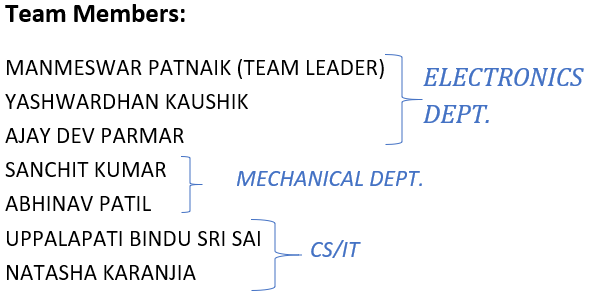 Team Members:
MANMESWAR PATNAIK (TEAM LEADER)
YASHWARDHAN KAUSHIK
AJAY DEV PARMAR
ELECTRONICS
DEPT.
SANCHIT KUMAR
ABHINAV PATIL
MECHANICAL DEPT.
UPPALAPATI BINDU SRI SAI
NATASHA KARANJIA
CS/IT